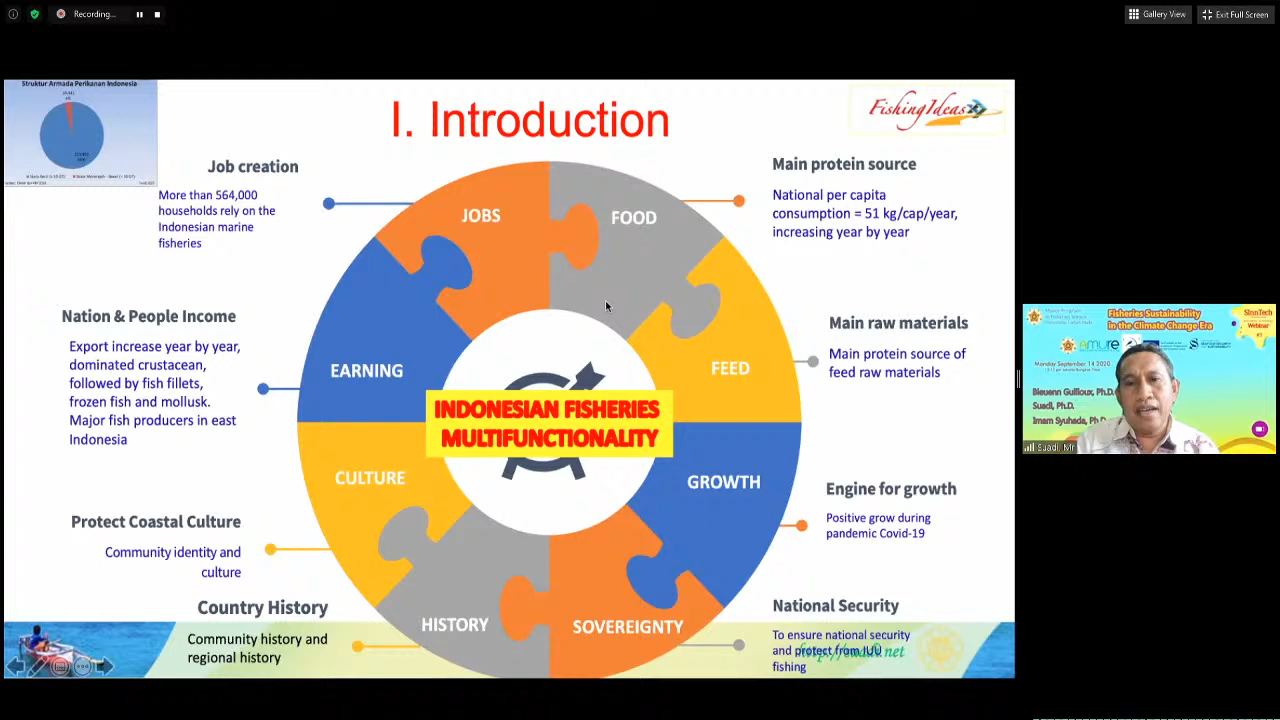 Recording...
Gallery View
Exit Full Screen
Struktur Armada Perikanan Indonesia
I. Introduction
FishingIdeas
Job creation
More than 564,000
households rely on the
Indonesian marine
fisheries
JOBS
FOOD
Main protein source
National per capita
consumption = 51 kg/cap/year,
increasing year by year
Nation & People Income
Export increase year by year,
dominated crustacean,
followed by fish fillets,
frozen fish and mollusk.
Major fish producers in east
Indonesia
EARNING
FEED
Main raw materials
Main protein source of
feed raw materials
INDONESIAN FISHERIES
MULTIFUNCTIONALITY
Protect Coastal Culture
Community identity and
culture
CULTURE
GROWTH
Engine for growth
Positive grow during
pandemic Covid-19
Country History
Community history and
regional history
HISTORY
SOVEREIGNTY
National Security
To ensure national security
and protect from IUU
fishing
Fisheries Sustainability
in the Climate Change Era
SinnTech
Webinar
amure
Monday September 14 2020
Bleuenn Guilloux, Ph.D.
Suadi, Ph.D.
Imam Syuhada, Ph.D
Suadi, Mr